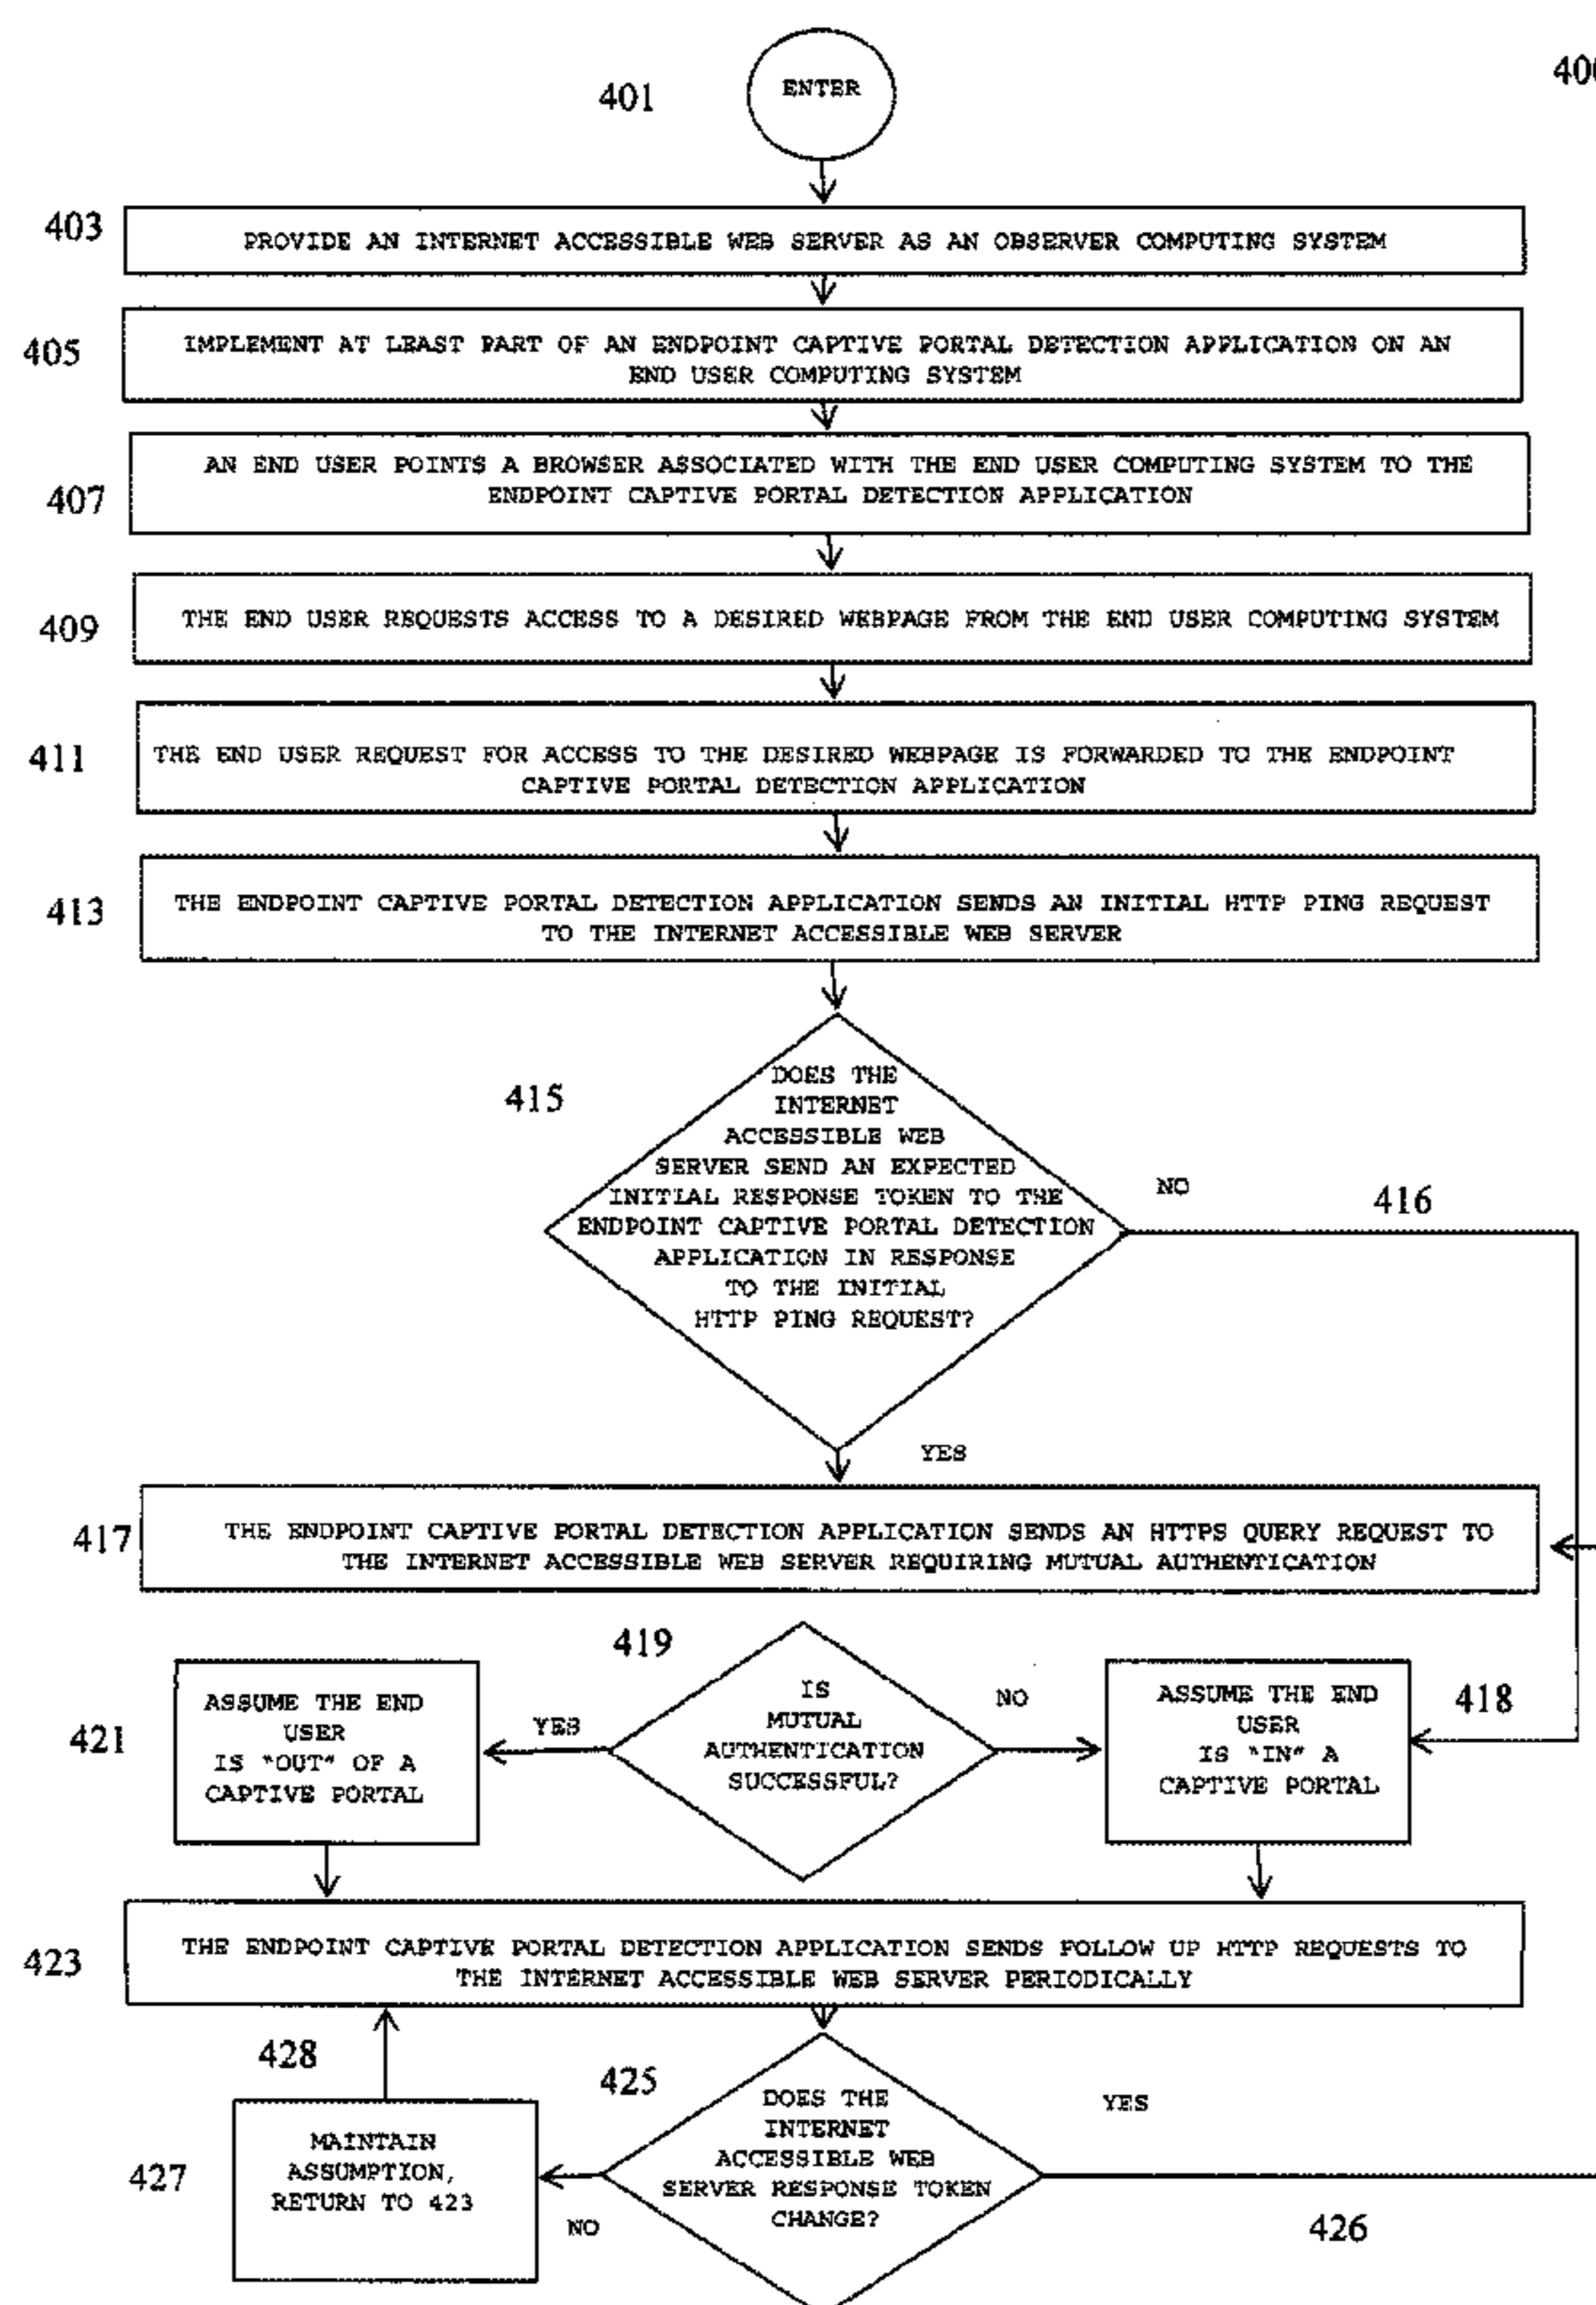 400
401
ENTER
403
PROVIDE AN INTERNET ACCESSIBLE WEB SERVER AS AN OBSERVER COMPUTING SYSTEM
405
IMPLEMENT AT LEAST PART OF AN ENDPOINT CAPTIVE PORTAL DETECTION APPLICATION ON AN
END USER COMPUTING SYSTEM
407
AN END USER POINTS A BROWSER ASSOCIATED WITH THE END USER COMPUTING SYSTEM TO THE
ENDPOINT CAPTIVE PORTAL DETECTION APPLICATION
409
THE END USER REQUESTS ACCESS TO A DESIRED WEBPAGE FROM THE END USER COMPUTING SYSTEM
411
THE END USER REQUEST FOR ACCESS TO THE DESIRED WEBPAGE IS FORWARDED TO THE ENDPOINT
CAPTIVE PORTAL DETECTION APPLICATION
413
THE ENDPOINT CAPTIVE PORTAL DETECTION APPLICATION SENDS AN INITIAL HTTP PING REQUEST
TO THE INTERNET ACCESSIBLE WEB SERVER
415
DOES THE
INTERNET
ACCESSIBLE WEB
SERVER SEND AN EXPECTED
INITIAL RESPONSE TOKEN TO THE
ENDPOINT CAPTIVE PORTAL DETECTION
APPLICATION IN RESPONSE
TO THE INITIAL
HTTP PING REQUEST?
NO
416
YES
417
THE ENDPOINT CAPTIVE PORTAL DETECTION APPLICATION SENDS AN HTTPS QUERY REQUEST TO
THE INTERNET ACCESSIBLE WEB SERVER REQUIRING MUTUAL AUTHENTICATION
419
IS
MUTUAL
AUTHENTICATION
SUCCESSFUL?
YES
NO
421
ASSUME THE END
USER
IS "OUT" OF A
CAPTIVE PORTAL
418
ASSUME THE END
USER
IS "IN" A
CAPTIVE PORTAL
423
THE ENDPOINT CAPTIVE PORTAL DETECTION APPLICATION SENDS FOLLOW UP HTTP REQUESTS TO
THE INTERNET ACCESSIBLE WEB SERVER PERIODICALLY
428
425
DOES THE
INTERNET
ACCESSIBLE WEB
SERVER RESPONSE TOKEN
CHANGE?
YES
426
NO
427
MAINTAIN
ASSUMPTION,
RETURN TO 423